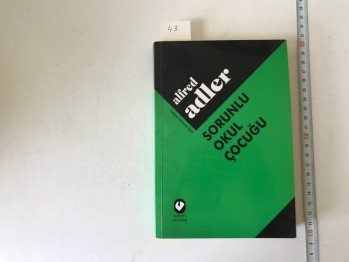 43
alfred
adler
SORUNLU
OKUL
ÇOCUĞU